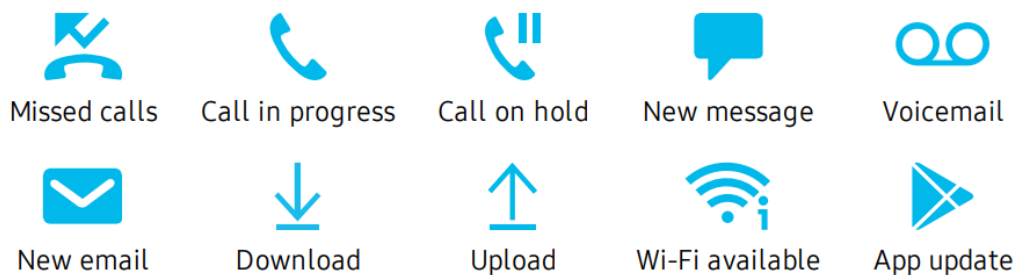 Missed calls
Call in progress
Call on hold
New message
Voicemail
New email
Download
Upload
Wi-Fi available
App update